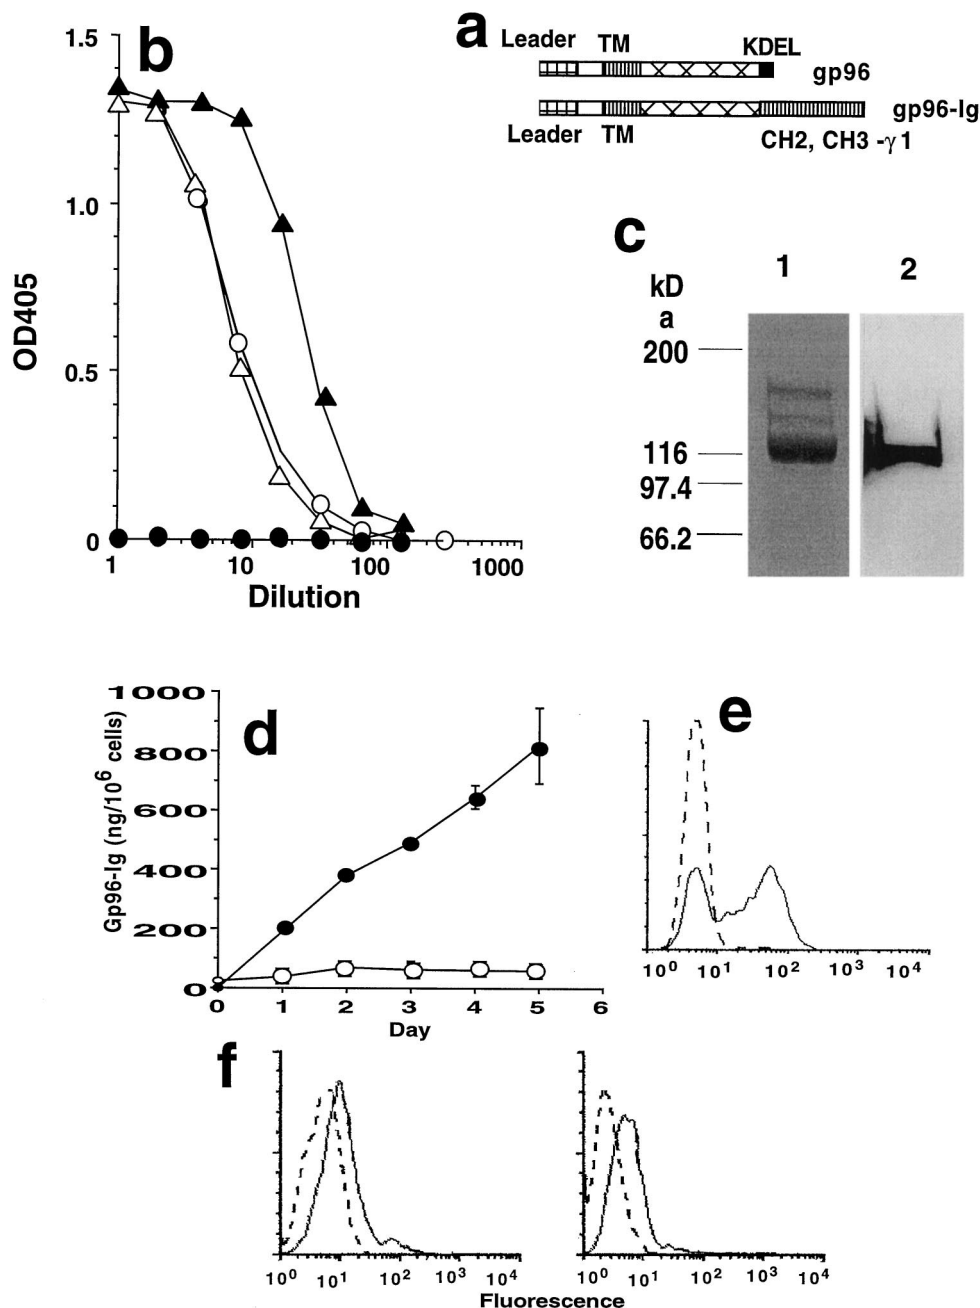 a
Leader TM KDEL
gp96
gp96-Ig
Leader TM CH2, CH3 -γ1
b
1.5
1.0
0.5
0
OD405
1 10 100 1000
Dilution
c
1 2
kD
a
200
116
97.4
66.2
d
1000
800
600
400
200
0
Gp96-Ig (ng/10⁶ cells)
0 1 2 3 4 5 6
Day
e
10⁰ 10¹ 10² 10³ 10⁴
f
10⁰ 10¹ 10² 10³ 10⁴
10⁰ 10¹ 10² 10³ 10⁴
Fluorescence